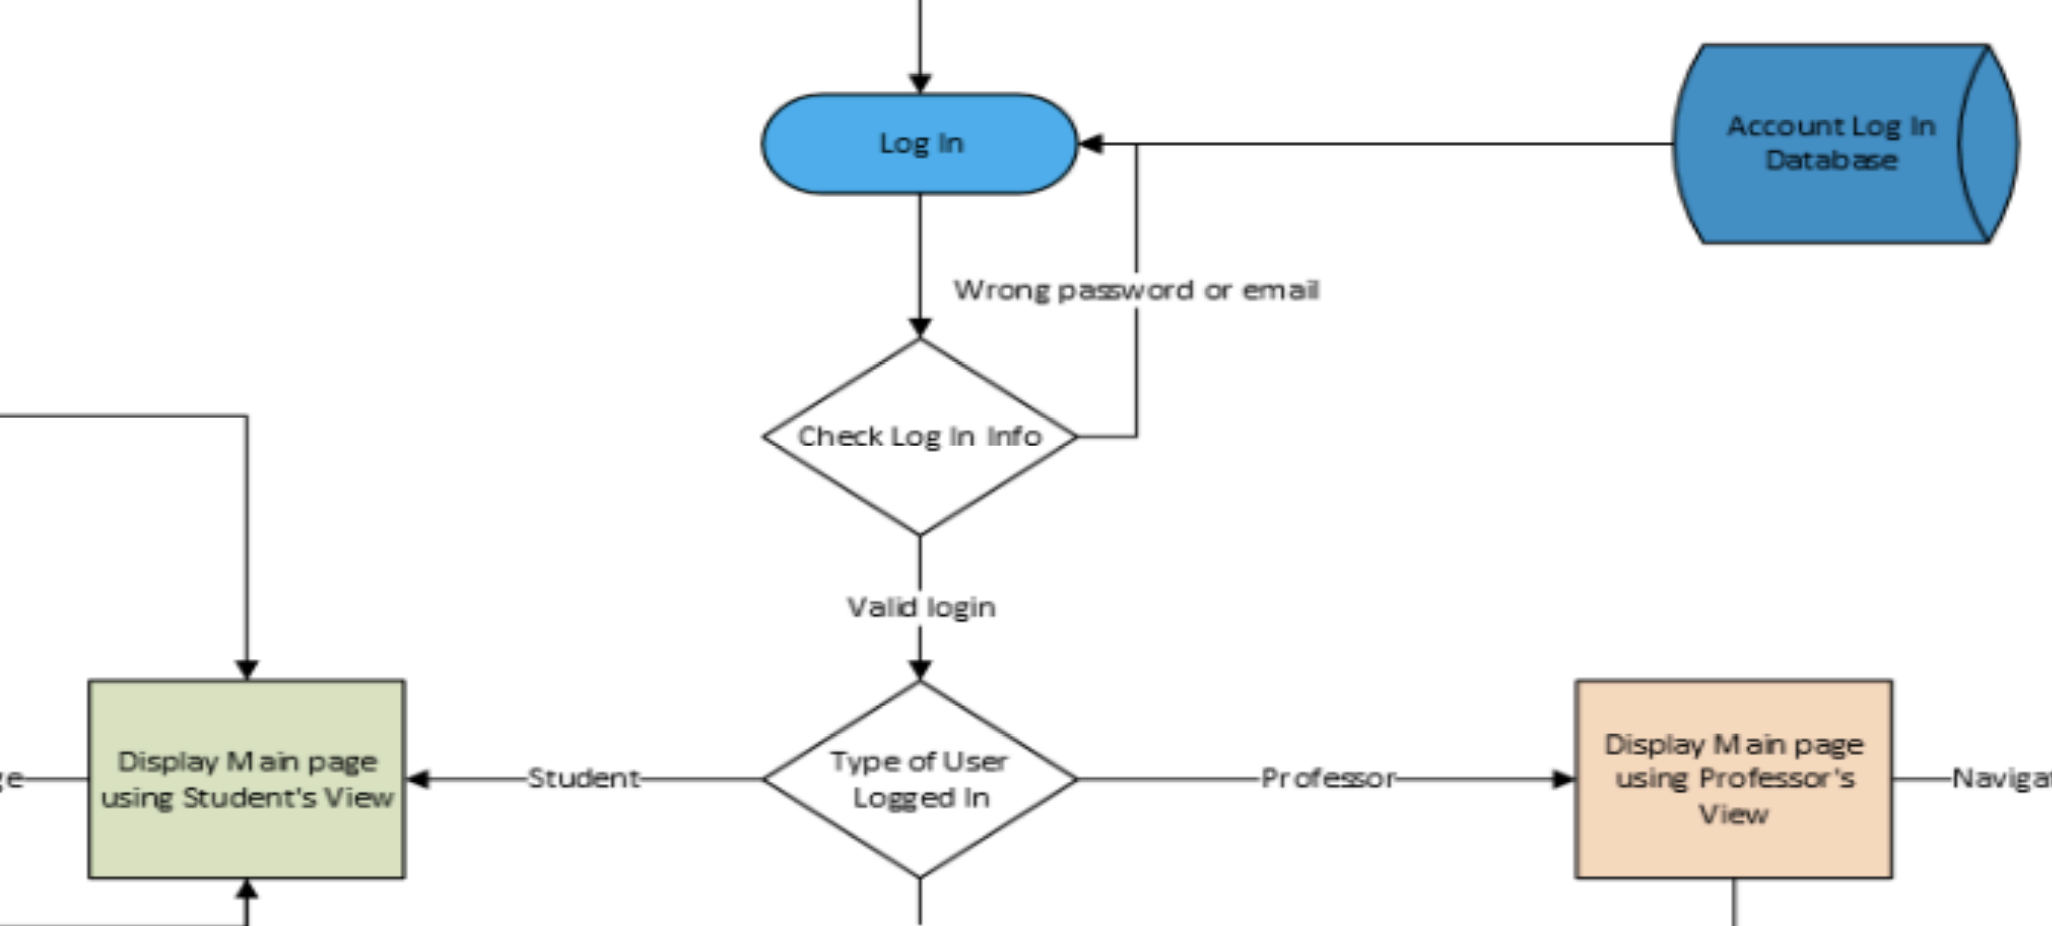 Log In
Account Log In
Database
Wrong password or email
Check Log In Info
Valid login
Display Main page
using Student's View
Student
Type of User
Logged In
Professor
Display Main page
using Professor's
View